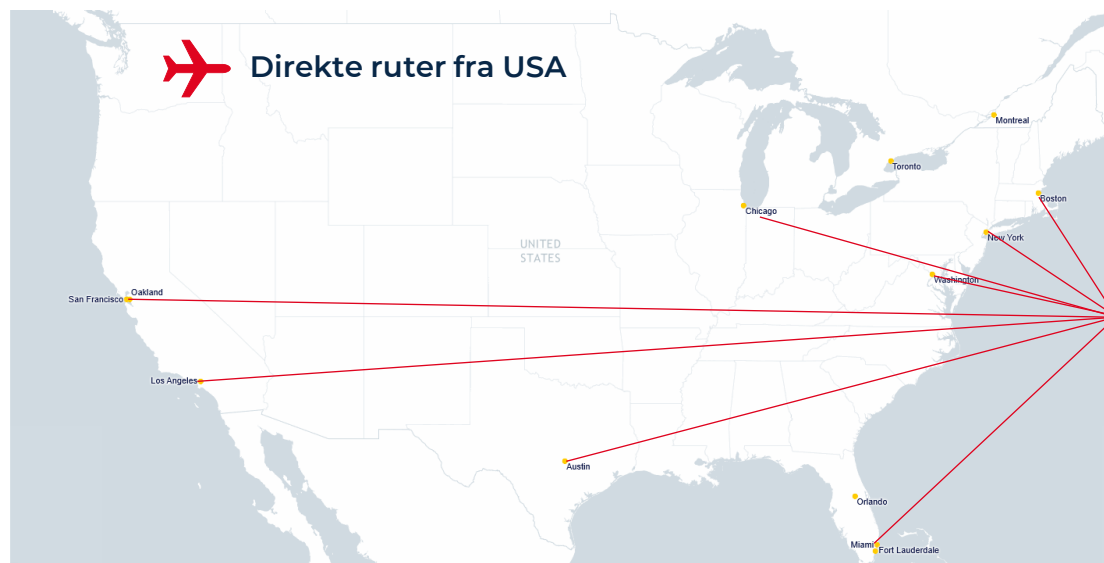 Direkte ruter fra USA
Montreal
Toronto
Boston
Chicago
New York
UNITED
STATES
Washington
Oakland
San Francisco
Los Angeles
Austin
Orlando
Miami
Fort Lauderdale